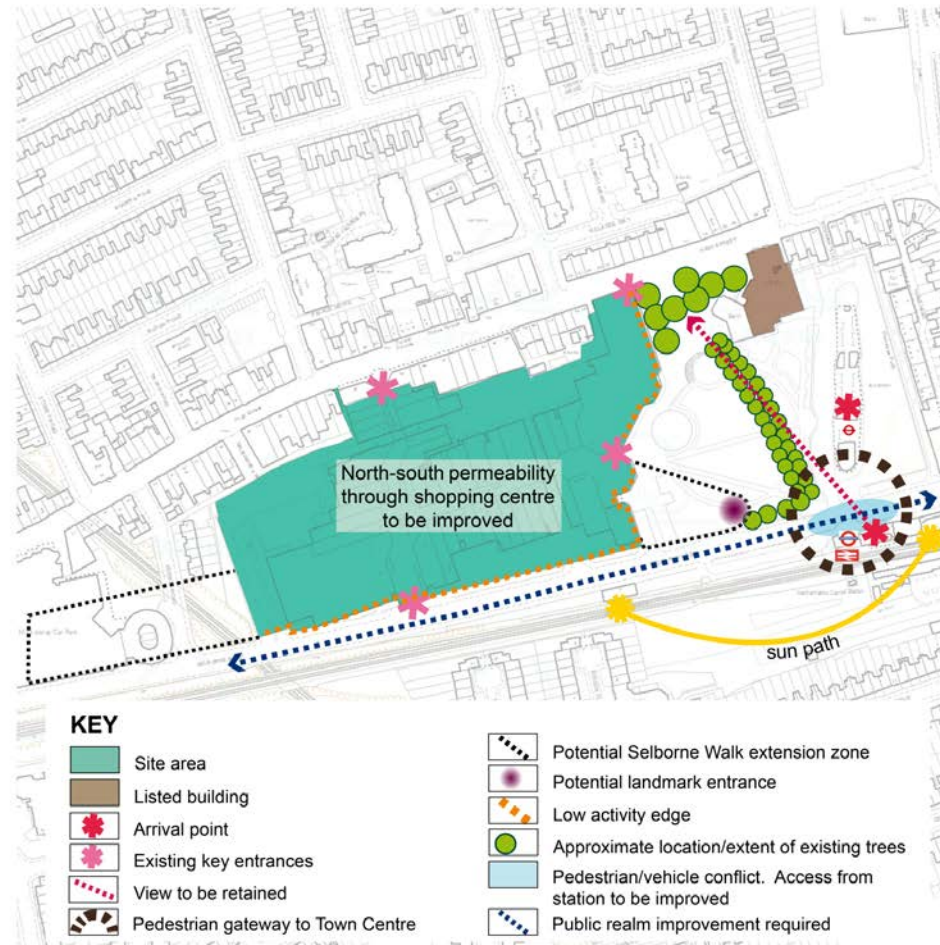 North-south permeability
through shopping centre
to be improved
sun path
KEY
Site area
Listed building
Arrival point
Existing key entrances
View to be retained
Pedestrian gateway to Town Centre
Potential Selborne Walk extension zone
Potential landmark entrance
Low activity edge
Approximate location/extent of existing trees
Pedestrian/vehicle conflict. Access from
station to be improved
Public realm improvement required